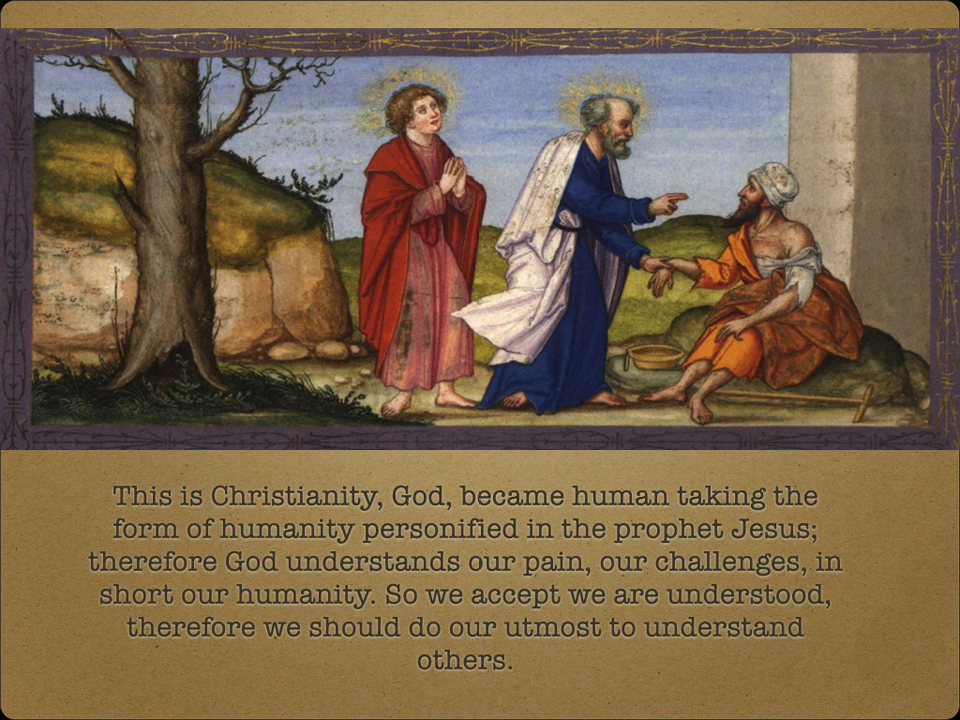 This is Christianity, God, became human taking the
form of humanity personified in the prophet Jesus;
therefore God understands our pain, our challenges, in
short our humanity. So we accept we are understood,
therefore we should do our utmost to understand
others.